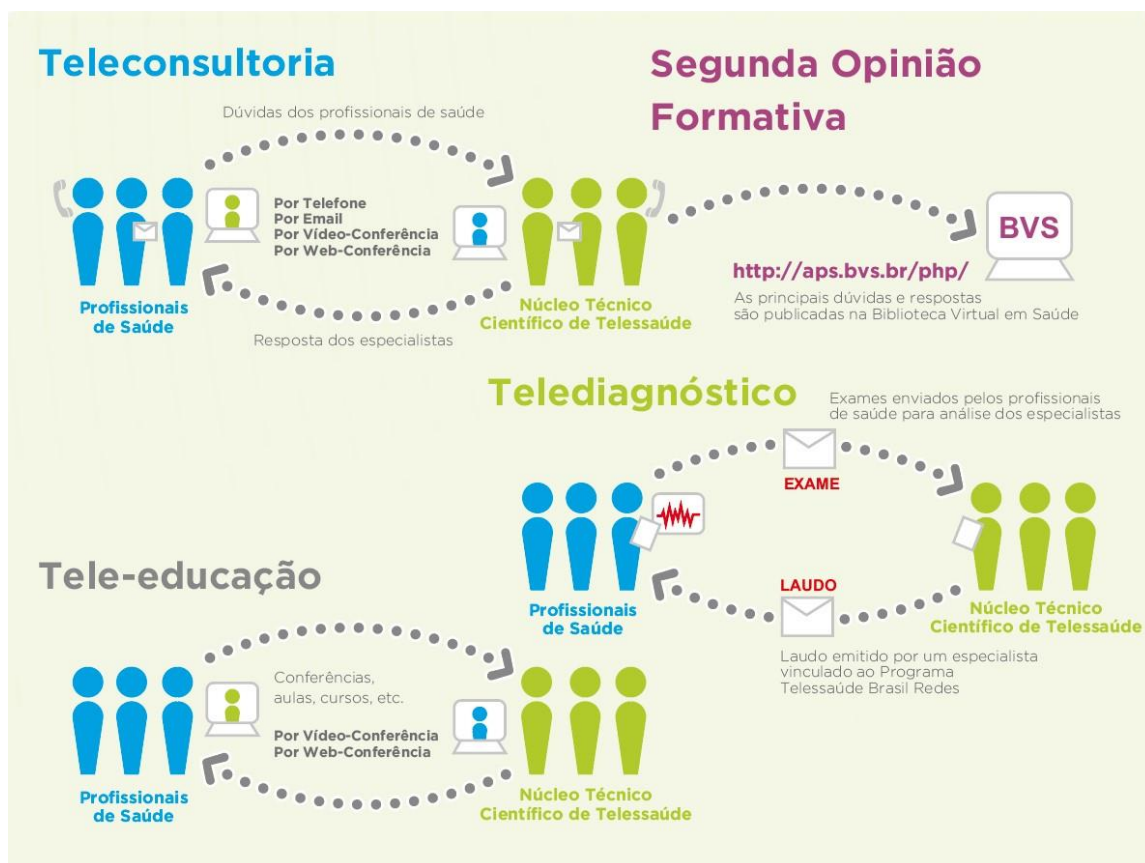 Teleconsultoria
Dúvidas dos profissionais de saúde
Por Telefone
Por Email
Por Vídeo-Conferência
Por Web-Conferência
Profissionais
de Saúde
Núcleo Técnico
Científico de Telessaúde
Resposta dos especialistas
Segunda Opinião
Formativa
BVS
http://aps.bvs.br/php/
As principais dúvidas e respostas
são publicadas na Biblioteca Virtual em Saúde
Telediagnóstico
Exames enviados pelos profissionais
de saúde para análise dos especialistas
EXAME
Profissionais
de Saúde
LAUDO
Núcleo Técnico
Científico de Telessaúde
Laudo emitido por um especialista
vinculado ao Programa
Telessaúde Brasil Redes
Tele-educação
Conferências,
aulas, cursos, etc.
Por Vídeo-Conferência
Por Web-Conferência
Profissionais
de Saúde
Núcleo Técnico
Científico de Telessaúde